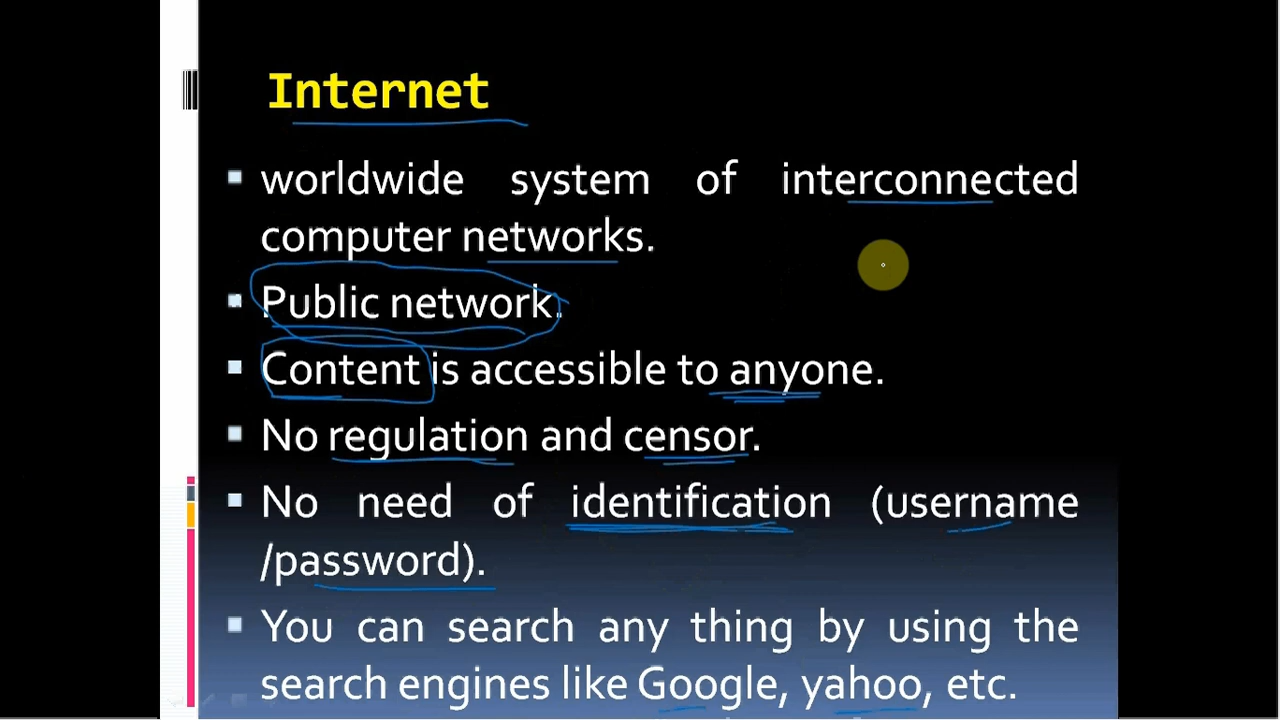 Internet
worldwide system of interconnected
computer networks.
Public network.
Content is accessible to anyone.
No regulation and censor.
No need of identification (username
/password).
You can search any thing by using the
search engines like Google, yahoo, etc.